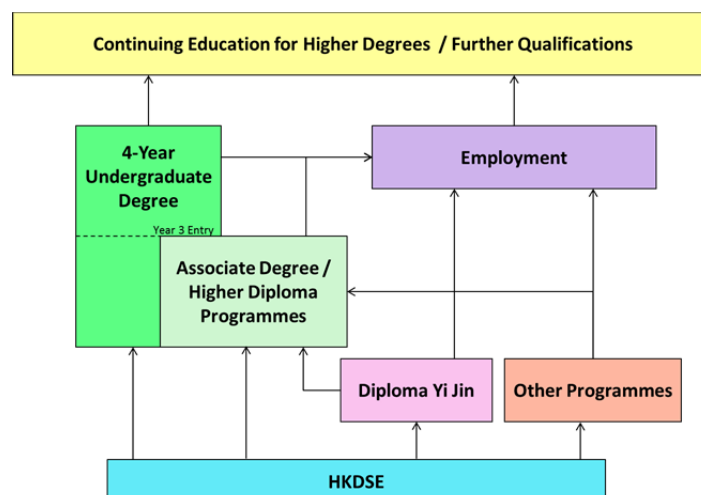 Continuing Education for Higher Degrees / Further Qualifications
4-Year
Undergraduate
Degree
Employment
Year 3 Entry
Associate Degree /
Higher Diploma
Programmes
Diploma Yi Jin
Other Programmes
HKDSE